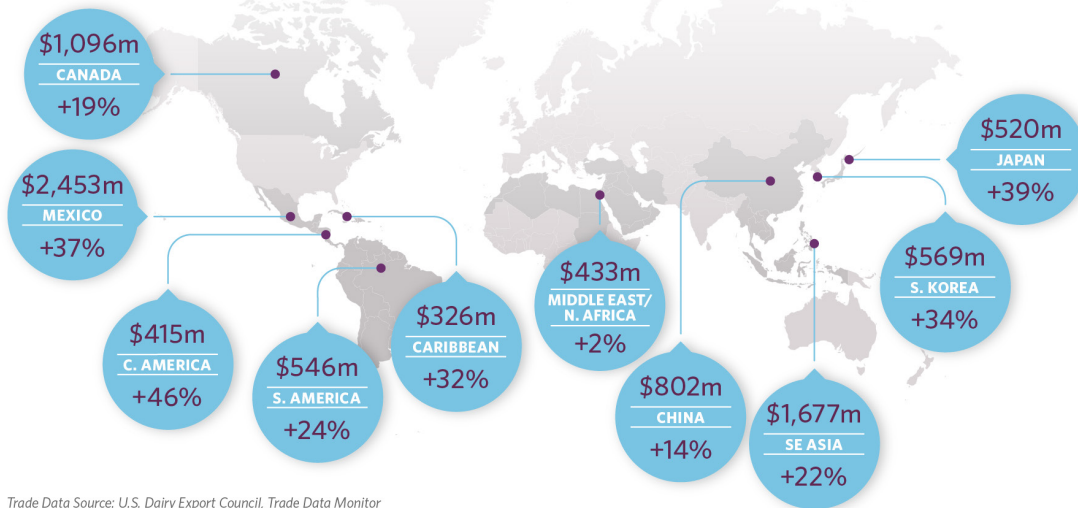 $1,096m
CANADA
+19%
$2,453m
MEXICO
+37%
$415m
C. AMERICA
+46%
$546m
S. AMERICA
+24%
$326m
CARIBBEAN
+32%
$433m
MIDDLE EAST/
N. AFRICA
+2%
$802m
CHINA
+14%
$1,677m
SE ASIA
+22%
$569m
S. KOREA
+34%
$520m
JAPAN
+39%
Trade Data Source: U.S. Dairy Export Council, Trade Data Monitor